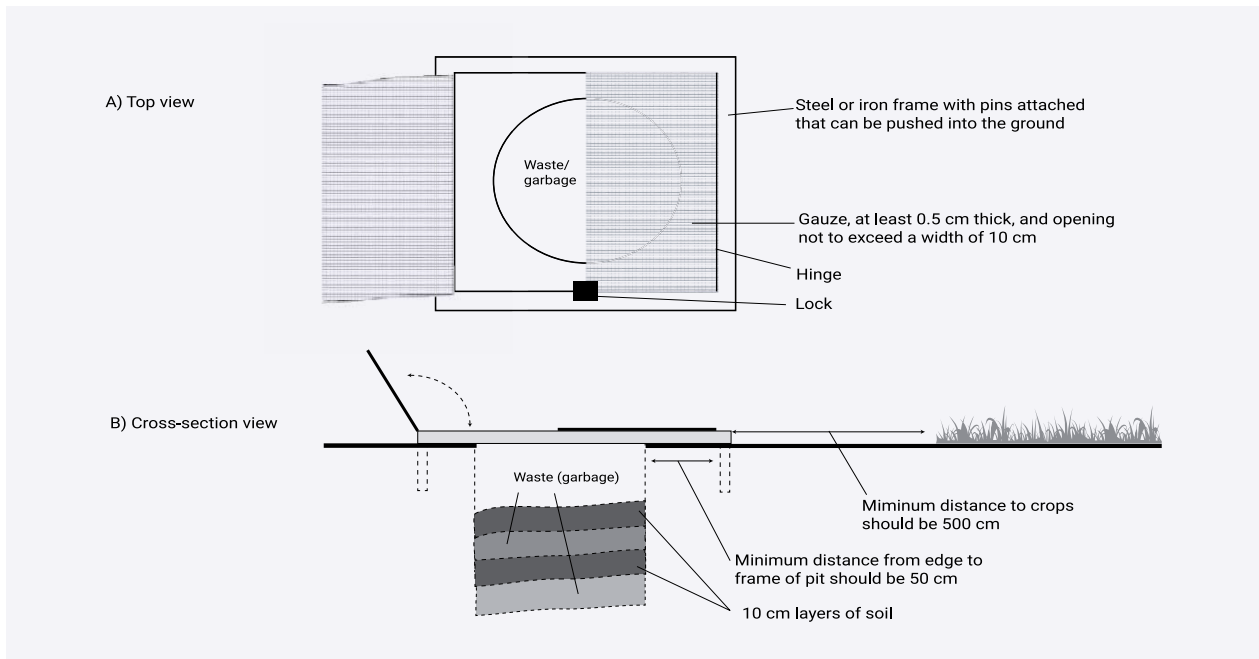 A) Top view
Waste/
garbage
Steel or iron frame with pins attached
that can be pushed into the ground
Gauze, at least 0.5 cm thick, and opening
not to exceed a width of 10 cm
Hinge
Lock
B) Cross-section view
Waste (garbage)
Miminum distance to crops
should be 500 cm
Minimum distance from edge to
frame of pit should be 50 cm
10 cm layers of soil